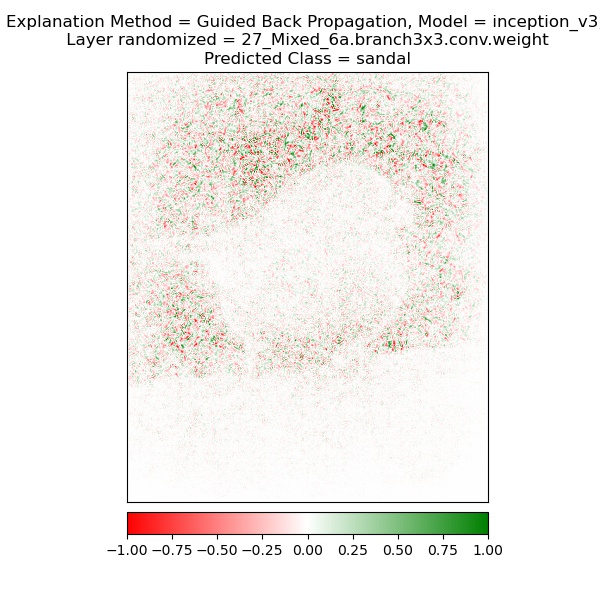 Explanation Method = Guided Back Propagation, Model = inception_v3
Layer randomized = 27_Mixed_6a.branch3x3.conv.weight
Predicted Class = sandal
−1.00 −0.75 −0.50 −0.25 0.00 0.25 0.50 0.75 1.00